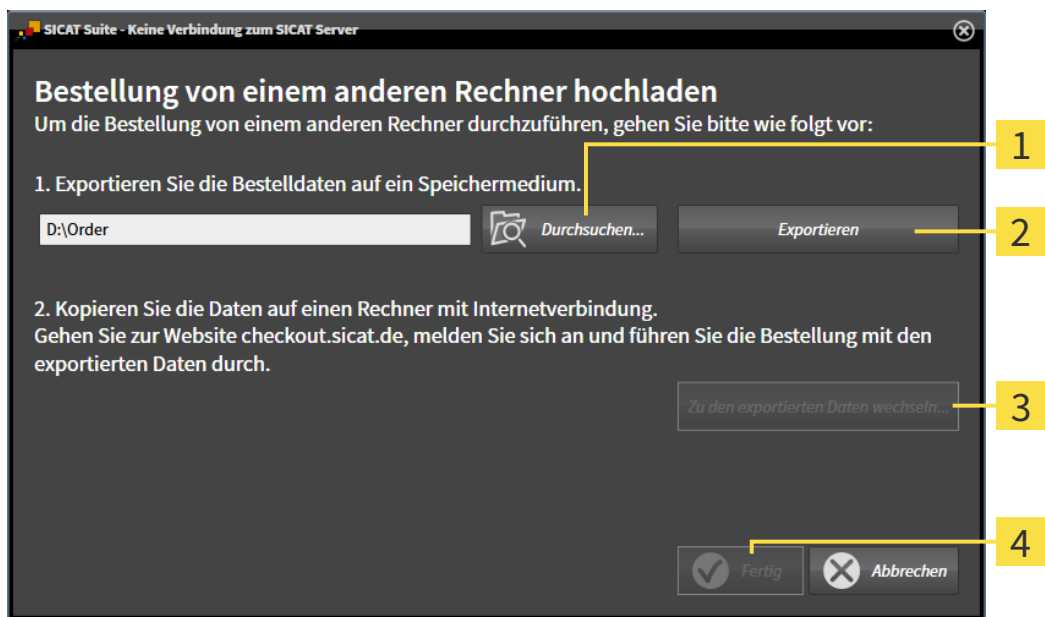 SICAT Suite - Keine Verbindung zum SICAT Server
Bestellung von einem anderen Rechner hochladen
Um die Bestellung von einem anderen Rechner durchzuführen, gehen Sie bitte wie folgt vor:
1
1. Exportieren Sie die Bestelldaten auf ein Speichermedium.
D:\Order
Durchsuchen...
Exportieren
2
2. Kopieren Sie die Daten auf einen Rechner mit Internetverbindung.
Gehen Sie zur Website checkout.sicat.de, melden Sie sich an und führen Sie die Bestellung mit den
exportierten Daten durch.
Zu den exportierten Daten wechseln...
3
4
Fertig
Abbrechen